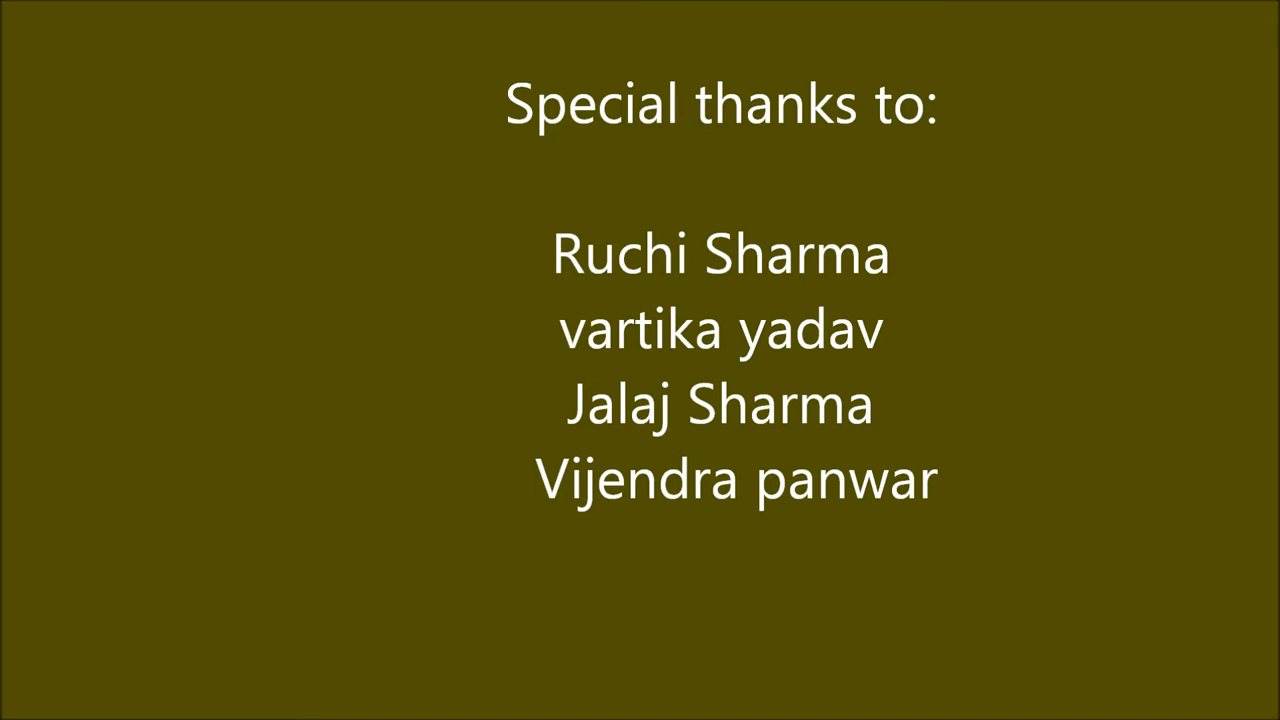 Special thanks to:
Ruchi Sharma
vartika yadav
Jalaj Sharma
Vijendra panwar